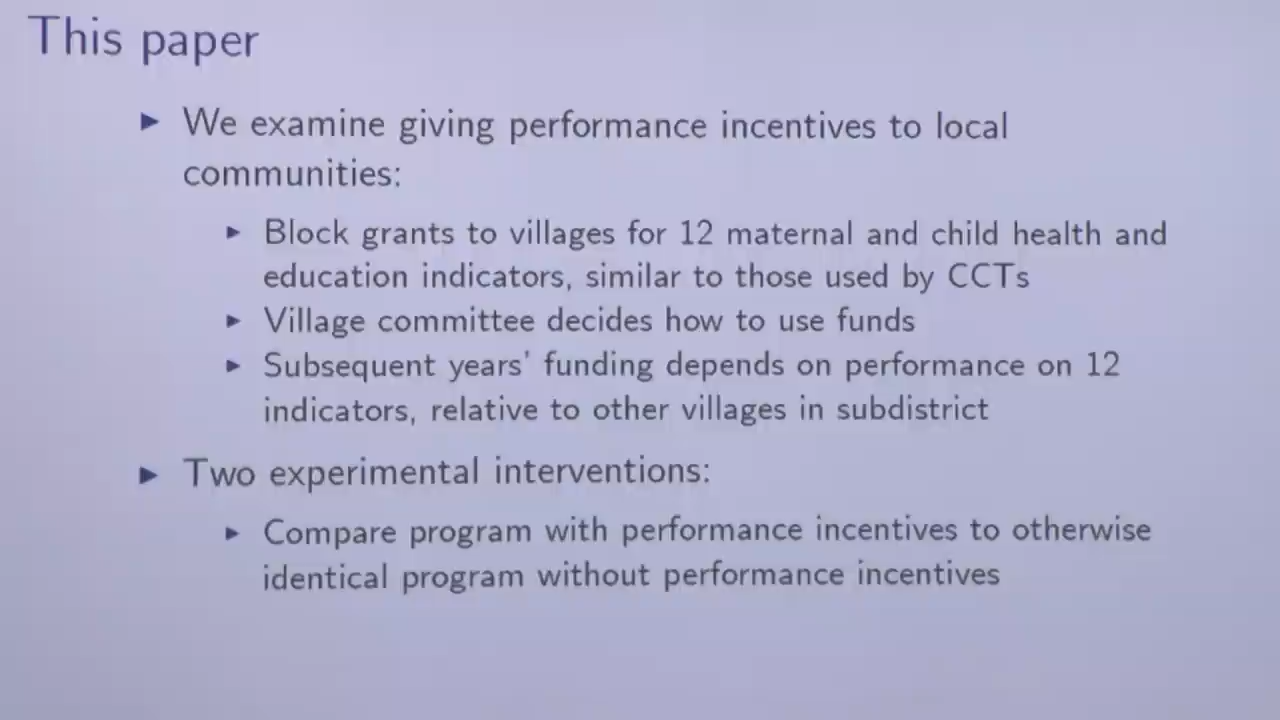 This paper
We examine giving performance incentives to local
communities:
Block grants to villages for 12 maternal and child health and
education indicators, similar to those used by CCTs
Village committee decides how to use funds
Subsequent years' funding depends on performance on 12
indicators, relative to other villages in subdistrict
Two experimental interventions:
Compare program with performance incentives to otherwise
identical program without performance incentives